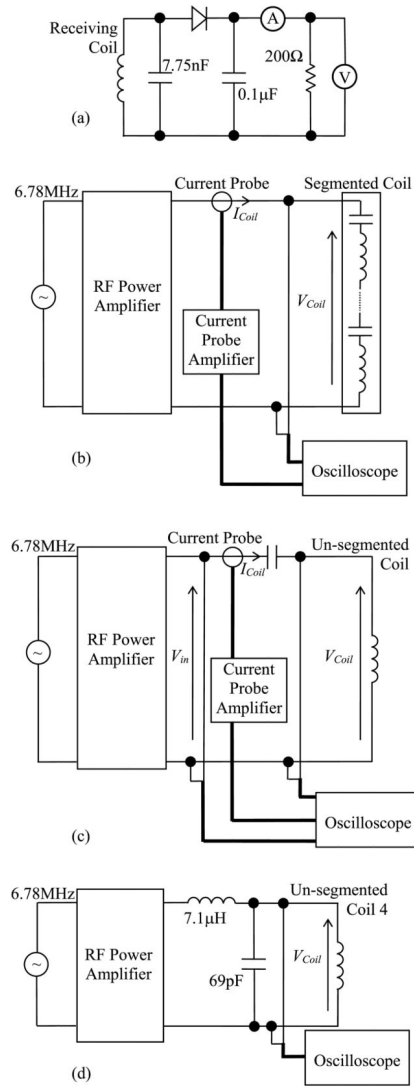 Receiving
Coil
7.75nF
0.1μF
A
200Ω
V
(a)
6.78MHz
RF Power
Amplifier
Current Probe
I_Coil
Current
Probe
Amplifier
V_Coil
Segmented Coil
~
Oscilloscope
(b)
6.78MHz
RF Power
Amplifier
V_in
Current Probe
I_Coil
Current
Probe
Amplifier
V_Coil
Un-segmented
Coil
~
Oscilloscope
(c)
6.78MHz
RF Power
Amplifier
7.1μH
69pF
V_Coil
Un-segmented
Coil 4
~
Oscilloscope
(d)